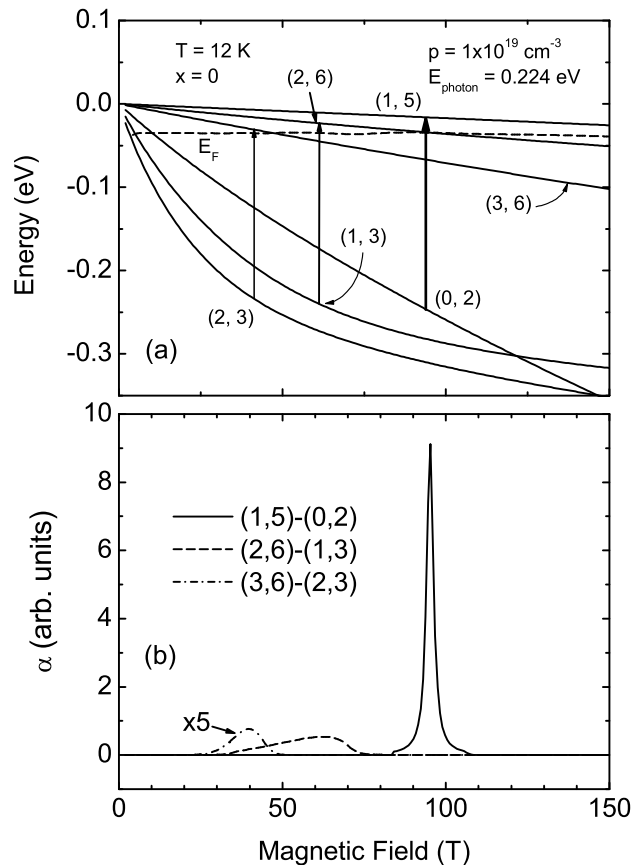 0.1
0.0
-0.1
-0.2
-0.3
Energy (eV)
T = 12 K
x = 0
p = 1x10¹⁹ cm⁻³
E_photon = 0.224 eV
(2, 6)
(1, 5)
E_F
(3, 6)
(1, 3)
(2, 3)
(0, 2)
(a)
10
8
6
4
2
0
α (arb. units)
(1,5)-(0,2)
(2,6)-(1,3)
(3,6)-(2,3)
(b)
x5
0
50
100
150
Magnetic Field (T)